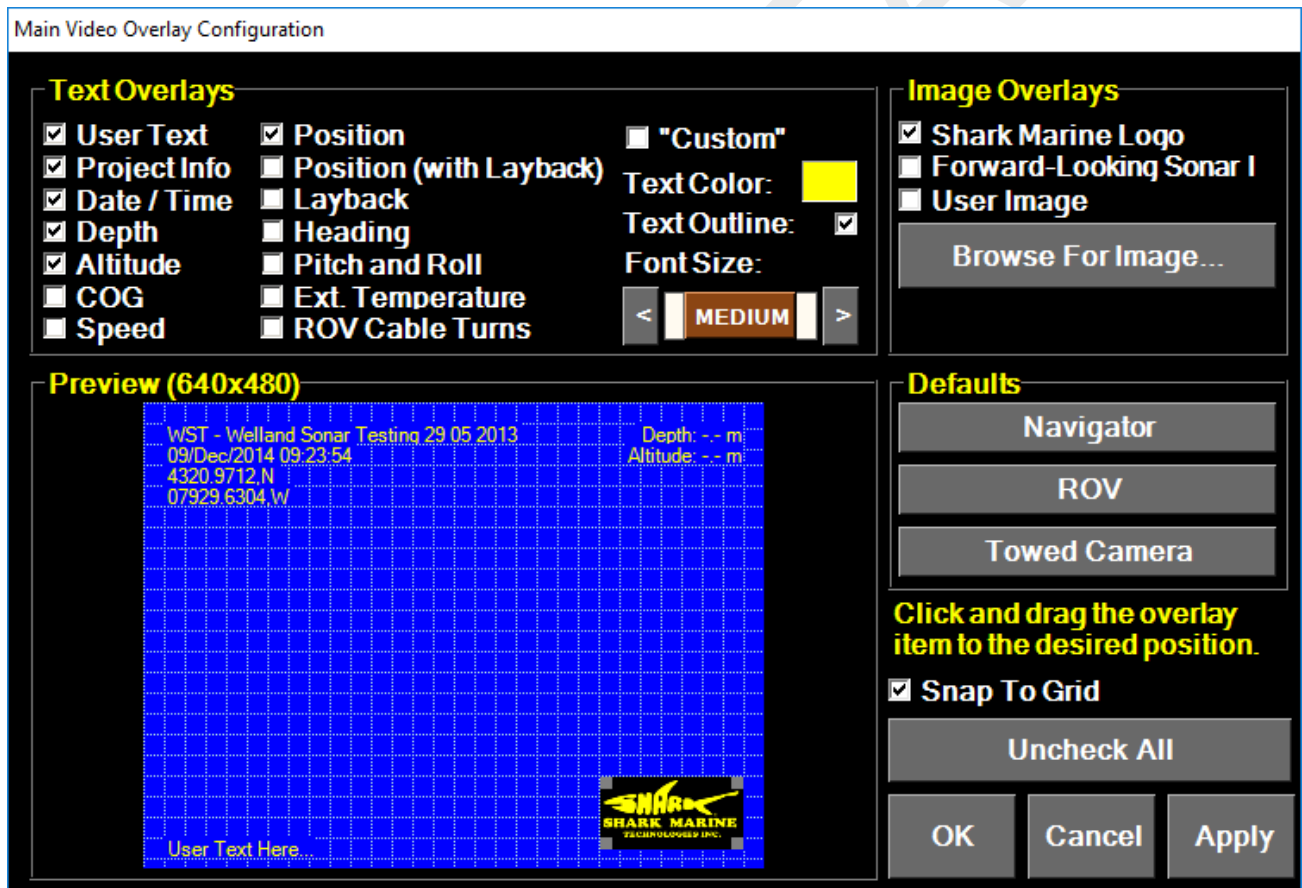 Main Video Overlay Configuration
Text Overlays
User Text
Project Info
Date / Time
Depth
Altitude
COG
Speed
Position
Position (with Layback)
Layback
Heading
Pitch and Roll
Ext. Temperature
ROV Cable Turns
"Custom"
Text Color:
Text Outline:
Font Size:
< MEDIUM >
Image Overlays
Shark Marine Logo
Forward-Looking Sonar I
User Image
Browse For Image...
Preview (640x480)
WST - Welland Sonar Testing 29 05 2013
09/Dec/2014 09:23:54
4320.9712,N
07929.6304,W
Depth: -.- m
Altitude: -.- m
User Text Here...
SHARK
SHARK MARINE
TECHNOLOGIES INC.
Defaults
Navigator
ROV
Towed Camera
Click and drag the overlay
item to the desired position.
Snap To Grid
Uncheck All
OK
Cancel
Apply